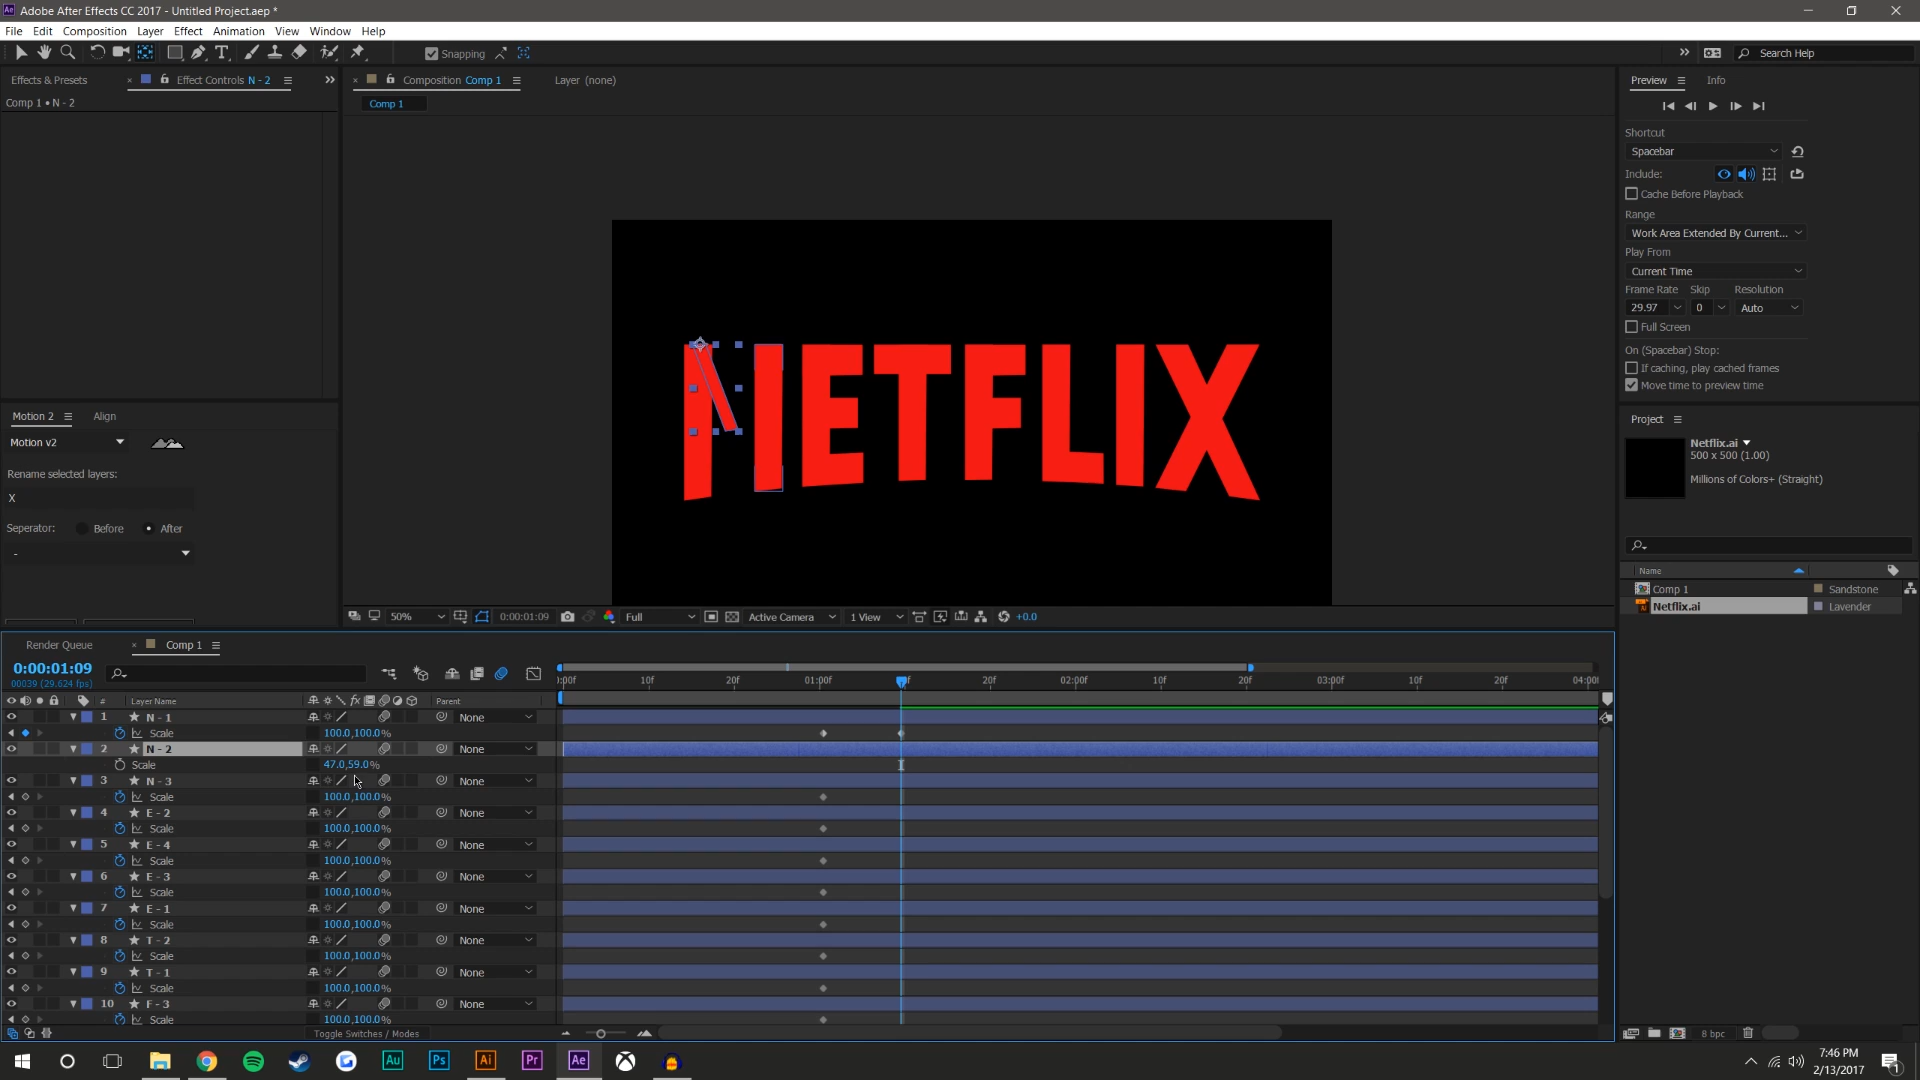 Adobe After Effects CC 2017 - Untitled Project.aep *
File Edit Composition Layer Effect Animation View Window Help
Snapping
Search Help
Effects & Presets
Effect Controls N - 2
Composition Comp 1
Layer (none)
Preview
Info
Comp 1 • N - 2
Comp 1
Shortcut
Spacebar
Include:
Cache Before Playback
Range
Work Area Extended By Current...
Play From
Current Time
Frame Rate Skip Resolution
29.97 0 Auto
Full Screen
On (Spacebar) Stop:
If caching, play cached frames
Move time to preview time
NETFLIX
Motion 2
Align
Motion v2
Rename selected layers:
X
Seperator: Before After
-
Project
Netflix.ai
500 x 500 (1.00)
Millions of Colors+ (Straight)
Name
Comp 1 Sandstone
Netflix.ai Lavender
50% 0:00:01:09 Full Active Camera 1 View +0.0
Render Queue
Comp 1
0:00:01:09
00039 (29.624 fps)
:00f 10f 20f 01:00f 20f 02:00f 10f 20f 03:00f 10f 20f 04:00f
# Layer Name Parent
1 N - 1 None
Scale 100.0,100.0%
2 N - 2 None
Scale 47.0,59.0%
3 N - 3 None
Scale 100.0,100.0%
4 E - 2 None
Scale 100.0,100.0%
5 E - 4 None
Scale 100.0,100.0%
6 E - 3 None
Scale 100.0,100.0%
7 E - 1 None
Scale 100.0,100.0%
8 T - 2 None
Scale 100.0,100.0%
9 T - 1 None
Scale 100.0,100.0%
10 F - 3 None
Scale 100.0,100.0%
Toggle Switches / Modes
8 bpc
Au Ps Ai Pr Ae
7:46 PM
2/13/2017
1